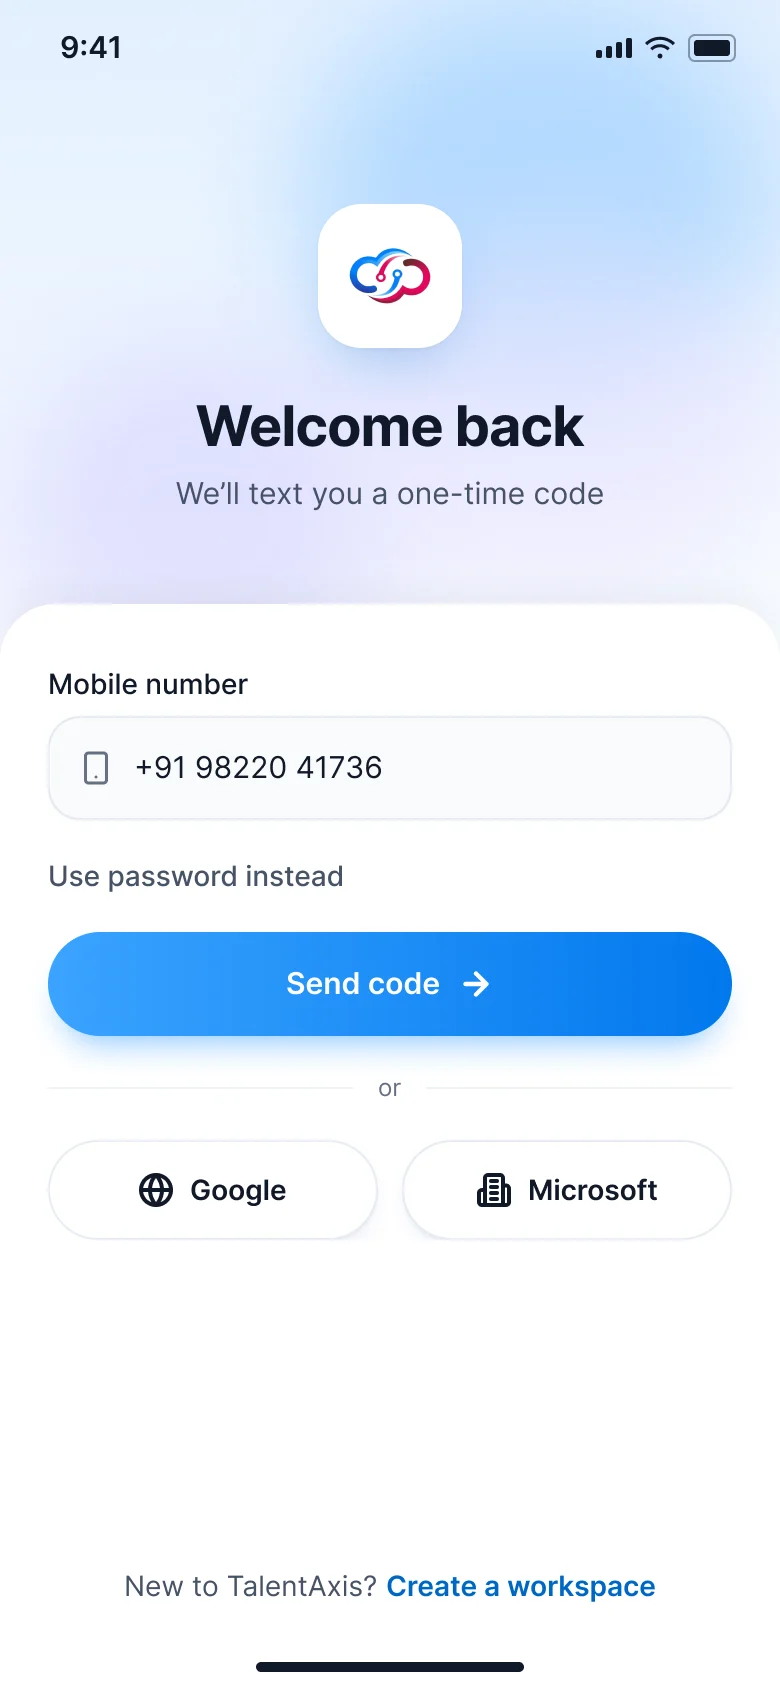 9:41
Welcome back
We’ll text you a one-time code
Mobile number
+91 98220 41736
Use password instead
Send code
or
Google
Microsoft
New to TalentAxis? Create a workspace